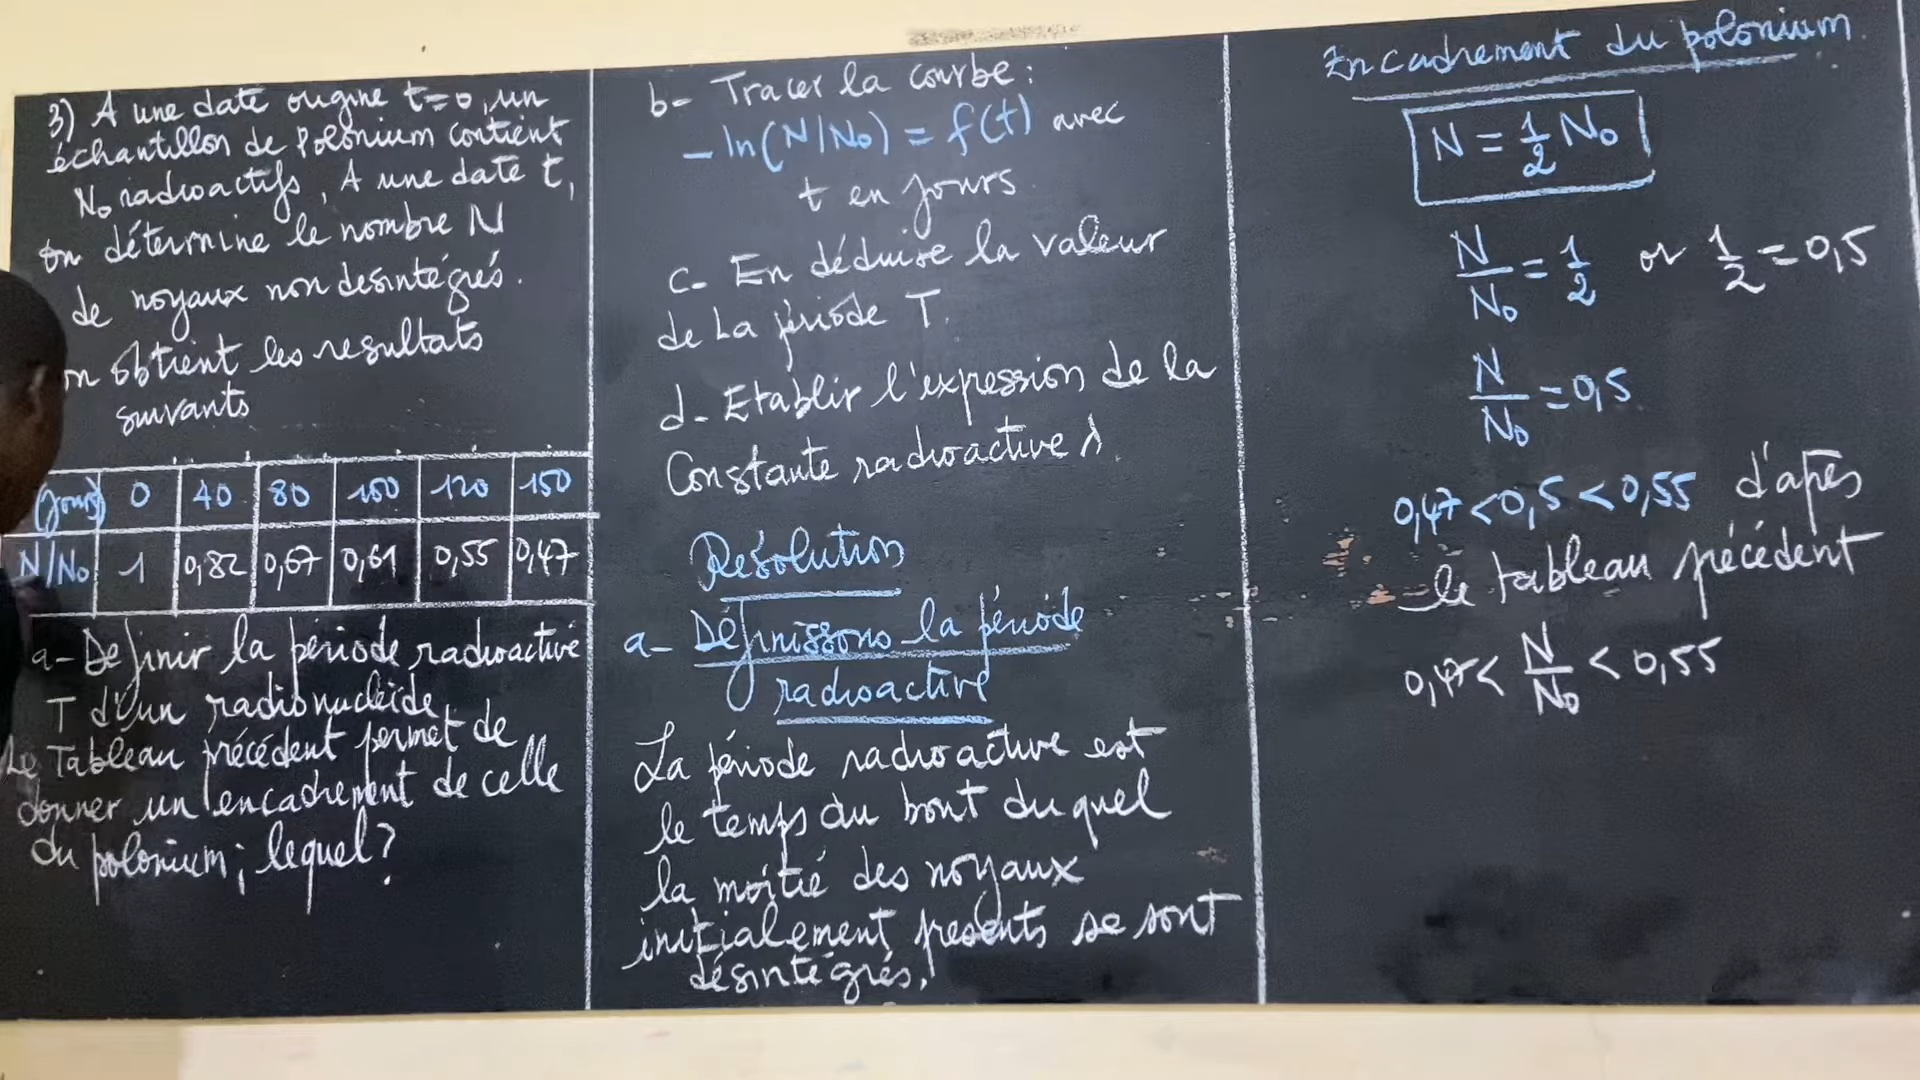 3) A une date origine t=0, un
échantillon de Polonium contient
N₀ radioactifs, A une date t,
On détermine le nombre N
de noyaux non desintégrés.
on obtient les resultats
suivants
(jours) 0 40 80 100 120 150
N/N₀ 1 0,82 0,67 0,61 0,55 0,47
a- Definir la période radioactive
T d'un radionucléide.
Le Tableau précédent permet de
donner un encadrement de celle
du polonium; lequel?
b- Tracer la courbe:
-ln(N/N₀) = f(t) avec
t en jours
c- En déduire la valeur
de la période T.
d- Etablir l'expression de la
Constante radioactive λ
Résolution
a- Définissons la période
radioactive
La période radioactive est
le temps du bout duquel
la moitié des noyaux
initialement présents se sont
désintégrés.
Encadrement du polonium.
N = 1/2 N₀
N/N₀ = 1/2 or 1/2 = 0,5
N/N₀ = 0,5
0,47 < 0,5 < 0,55 d'après
le tableau précédent
0,47 < N/N₀ < 0,55